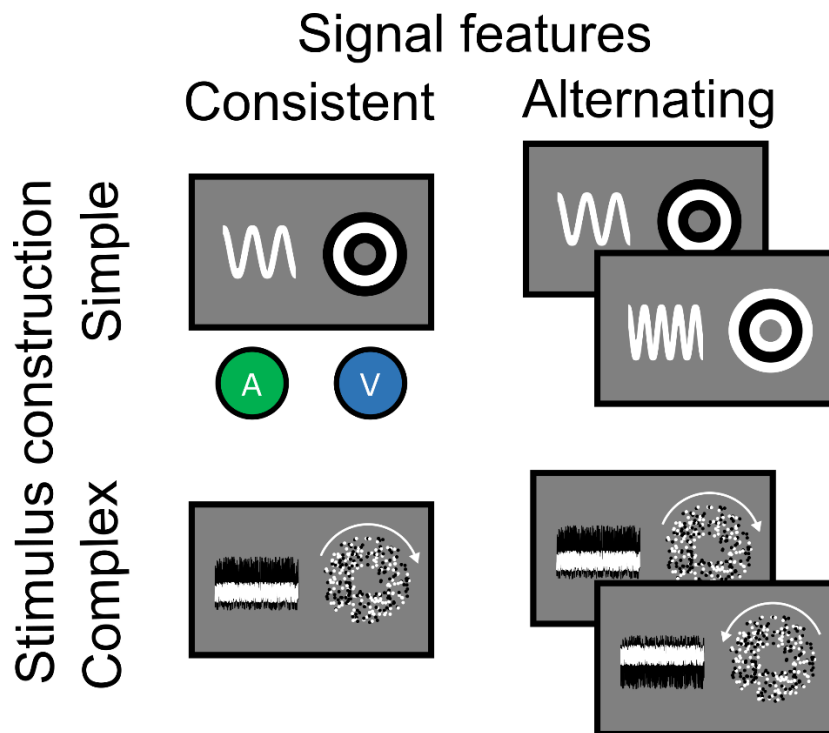 Signal features
Consistent
Alternating
Stimulus construction
Simple
A
V
Complex